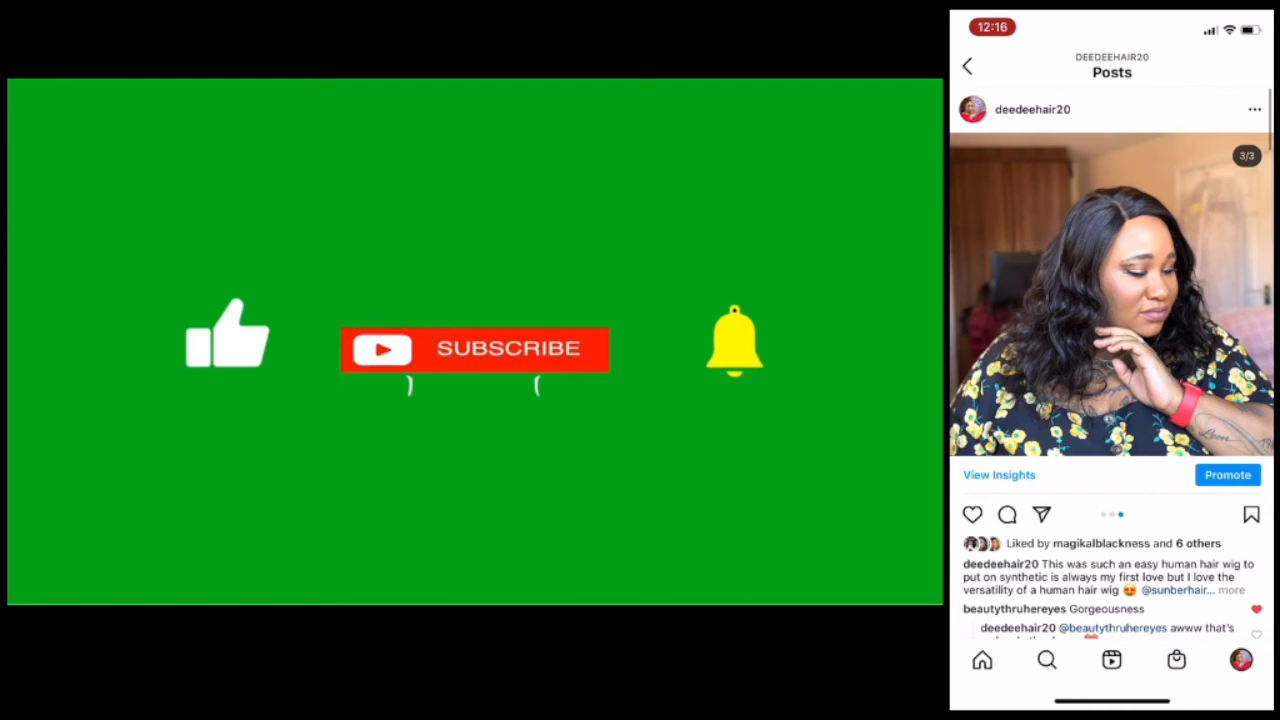 SUBSCRIBE
12:16
DEEDEEHAIR20
Posts
deedeehair20
3/3
View Insights
Promote
Liked by magikalblackness and 6 others
deedeehair20 This was such an easy human hair wig to
put on synthetic is always my first love but I love the
versatility of a human hair wig 😍 @sunberhair... more
beautythruhereyes Gorgeousness
deedeehair20 @beautythruhereyes awww that's